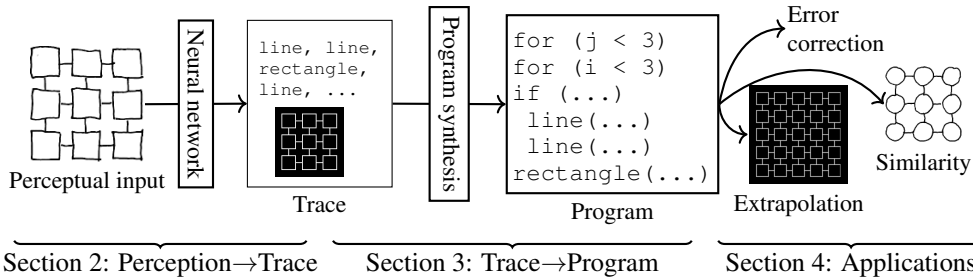 Perceptual input
Neural network
line, line,
rectangle,
line, ...
Trace
Program synthesis
for (j < 3)
for (i < 3)
if (...)
line(...)
line(...)
rectangle(...)
Program
Error
correction
Extrapolation
Similarity
Section 2: Perception→Trace
Section 3: Trace→Program
Section 4: Applications